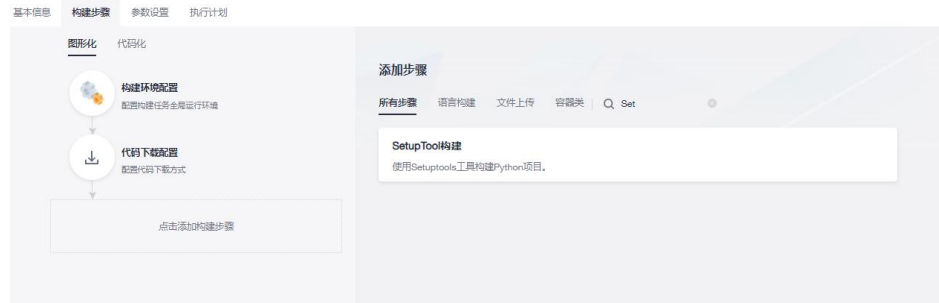 基本信息 构建步骤 参数设置 执行计划
图形化 代码化
构建环境配置
配置构建任务全局运行环境
代码下载配置
配置代码下载方式
点击添加构建步骤
添加步骤
所有步骤 语言构建 文件上传 容器类 Set
SetupTool构建
使用Setuptools工具构建Python项目。